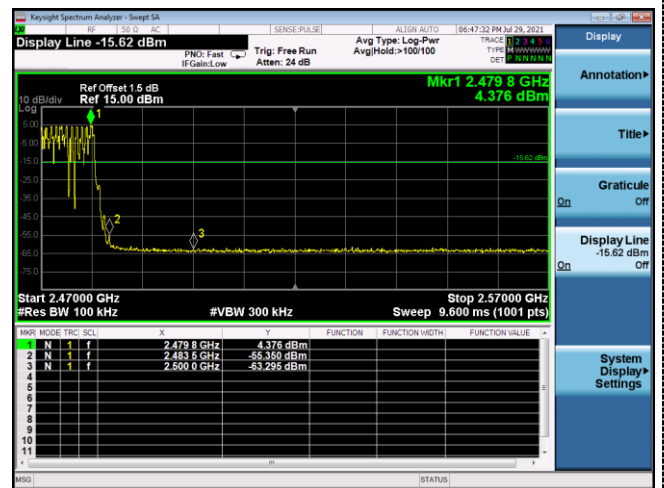 Keysight Spectrum Analyzer - Swept SA
RF 50 Ω AC SENSE:PULSE ALIGN AUTO 06:47:32 PM Jul 29, 2021
Display Line -15.62 dBm
PNO: Fast
IFGain:Low
Trig: Free Run
Atten: 24 dB
Avg Type: Log-Pwr
Avg|Hold:>100/100
TRACE 1 2 3 4 5 6
TYPE M WWWWW
DET P NNNNN
Display
Ref Offset 1.5 dB
10 dB/div Ref 15.00 dBm
Log
Mkr1 2.479 8 GHz
4.376 dBm
5.00
-5.00
-15.0
-25.0
-35.0
-45.0
-55.0
-65.0
-75.0
1
2
3
-15.62 dBm
Start 2.47000 GHz Stop 2.57000 GHz
#Res BW 100 kHz #VBW 300 kHz Sweep 9.600 ms (1001 pts)
MKR MODE TRC SCL X Y FUNCTION FUNCTION WIDTH FUNCTION VALUE
1 N 1 f 2.479 8 GHz 4.376 dBm
2 N 1 f 2.483 5 GHz -55.350 dBm
3 N 1 f 2.500 0 GHz -63.295 dBm
4
5
6
7
8
9
10
11
MSG STATUS
Annotation
Title
Graticule
On Off
Display Line
-15.62 dBm
On Off
System
Display
Settings